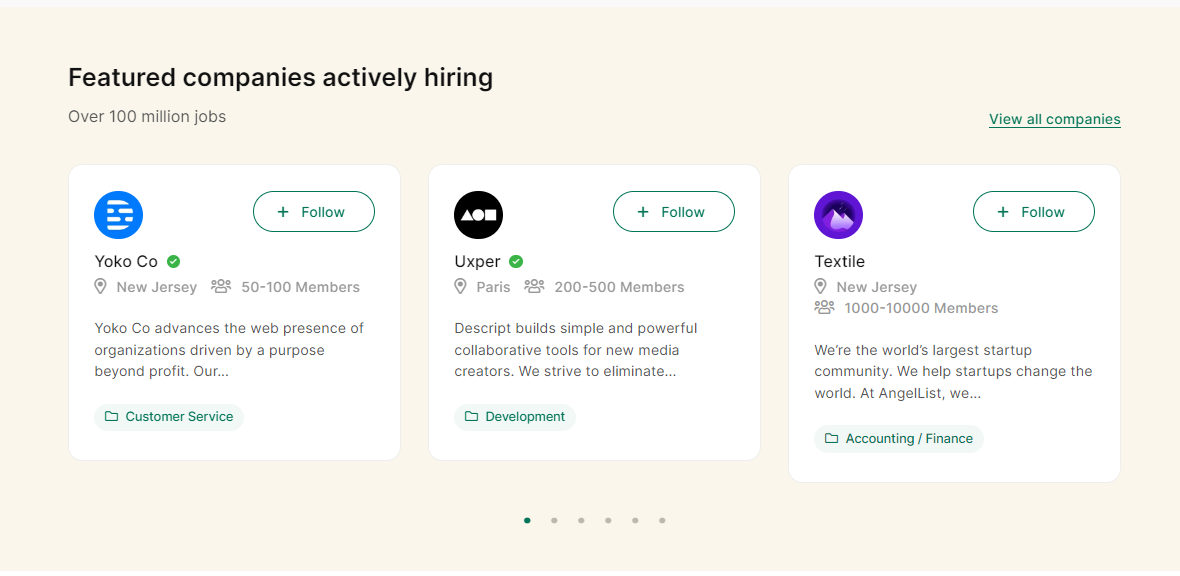 Featured companies actively hiring
Over 100 million jobs
View all companies
+ Follow
Yoko Co
New Jersey 50-100 Members
Yoko Co advances the web presence of
organizations driven by a purpose
beyond profit. Our...
Customer Service
+ Follow
Uxper
Paris 200-500 Members
Descript builds simple and powerful
collaborative tools for new media
creators. We strive to eliminate...
Development
+ Follow
Textile
New Jersey
1000-10000 Members
We’re the world’s largest startup
community. We help startups change the
world. At AngelList, we...
Accounting / Finance